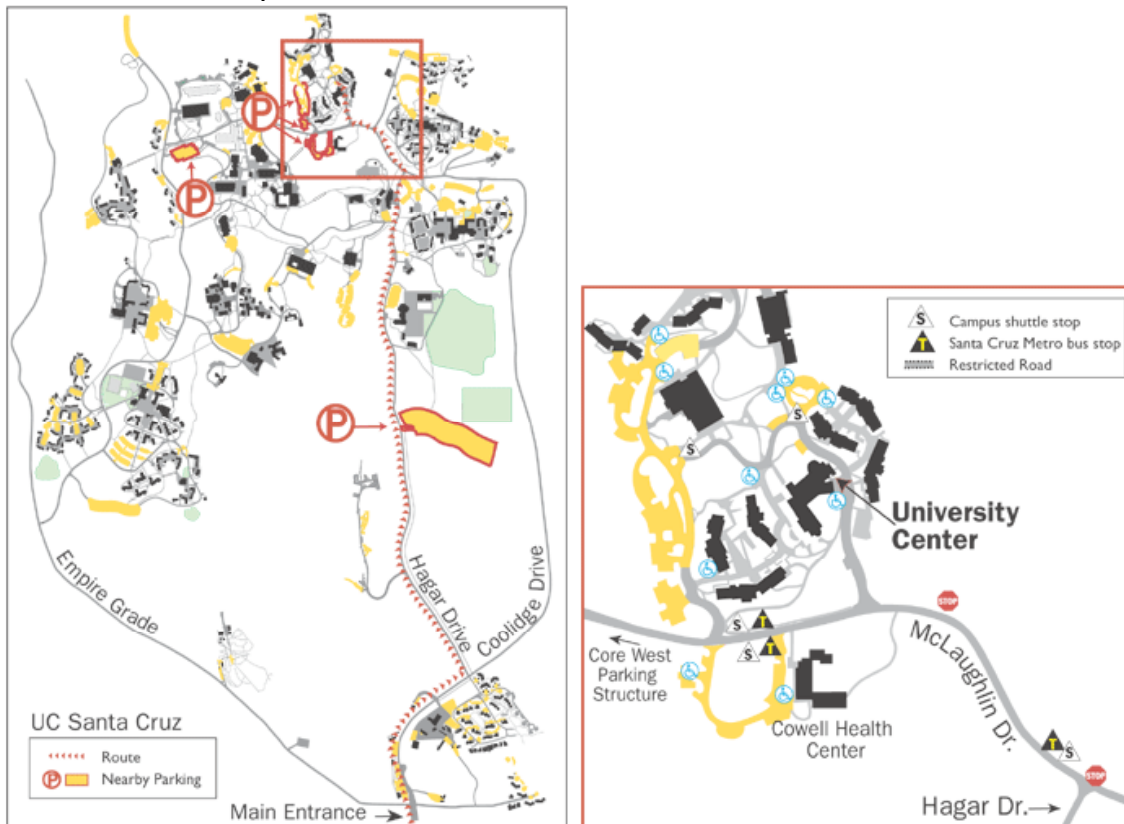 P
P
P
Empire Grade
Hagar Drive
Coolidge Drive
UC Santa Cruz
Route
P Nearby Parking
Main Entrance
S Campus shuttle stop
T Santa Cruz Metro bus stop
Restricted Road
S
S
University
Center
STOP
S T
S T
McLaughlin Dr.
Core West
Parking
Structure
Cowell Health
Center
T S
STOP
Hagar Dr.